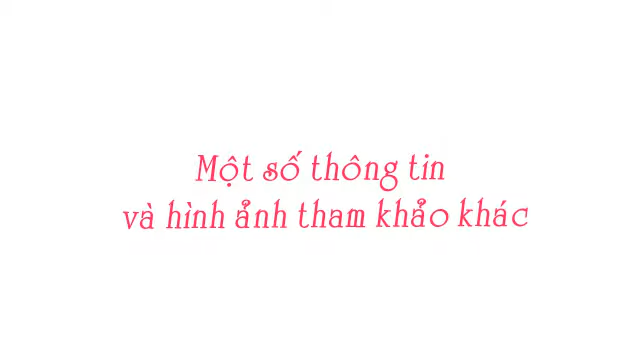 Một số thông tin
và hình ảnh tham khảo khác